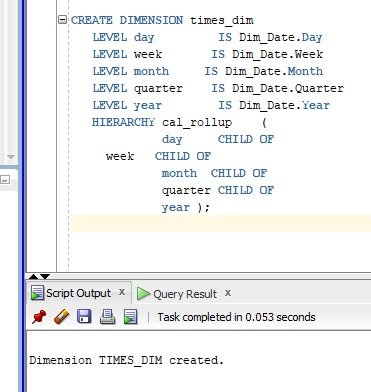 CREATE DIMENSION times_dim
LEVEL day IS Dim_Date.Day
LEVEL week IS Dim_Date.Week
LEVEL month IS Dim_Date.Month
LEVEL quarter IS Dim_Date.Quarter
LEVEL year IS Dim_Date.Year
HIERARCHY cal_rollup (
day CHILD OF
week CHILD OF
month CHILD OF
quarter CHILD OF
year );
Script Output x Query Result x
Task completed in 0.053 seconds
Dimension TIMES_DIM created.